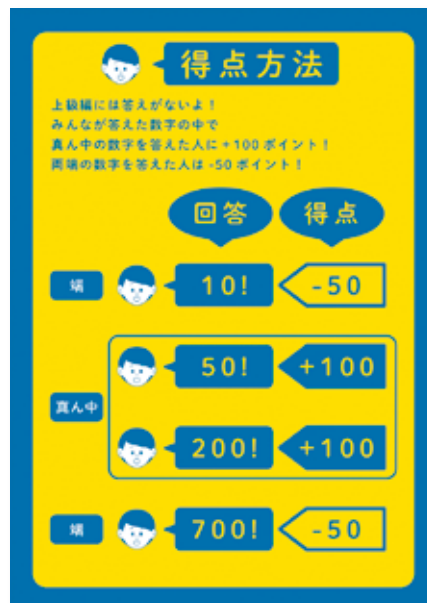 得点方法
上級編には答えがないよ！
みんなが答えた数字の中で
真ん中の数字を答えた人に+100ポイント！
両端の数字を答えた人は-50ポイント！
回答 得点
端 10! -50
50! +100
真ん中
200! +100
端 700! -50